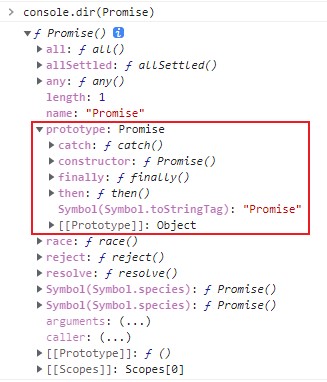 > console.dir(Promise)
▼ ƒ Promise() i
▶ all: ƒ all()
▶ allSettled: ƒ allSettled()
▶ any: ƒ any()
length: 1
name: "Promise"
▼ prototype: Promise
▶ catch: ƒ catch()
▶ constructor: ƒ Promise()
▶ finally: ƒ finally()
▶ then: ƒ then()
Symbol(Symbol.toStringTag): "Promise"
▶ [[Prototype]]: Object
▶ race: ƒ race()
▶ reject: ƒ reject()
▶ resolve: ƒ resolve()
▶ Symbol(Symbol.species): ƒ Promise()
▶ Symbol(Symbol.species): ƒ Promise()
arguments: (...)
caller: (...)
▶ [[Prototype]]: ƒ ()
▶ [[Scopes]]: Scopes[0]